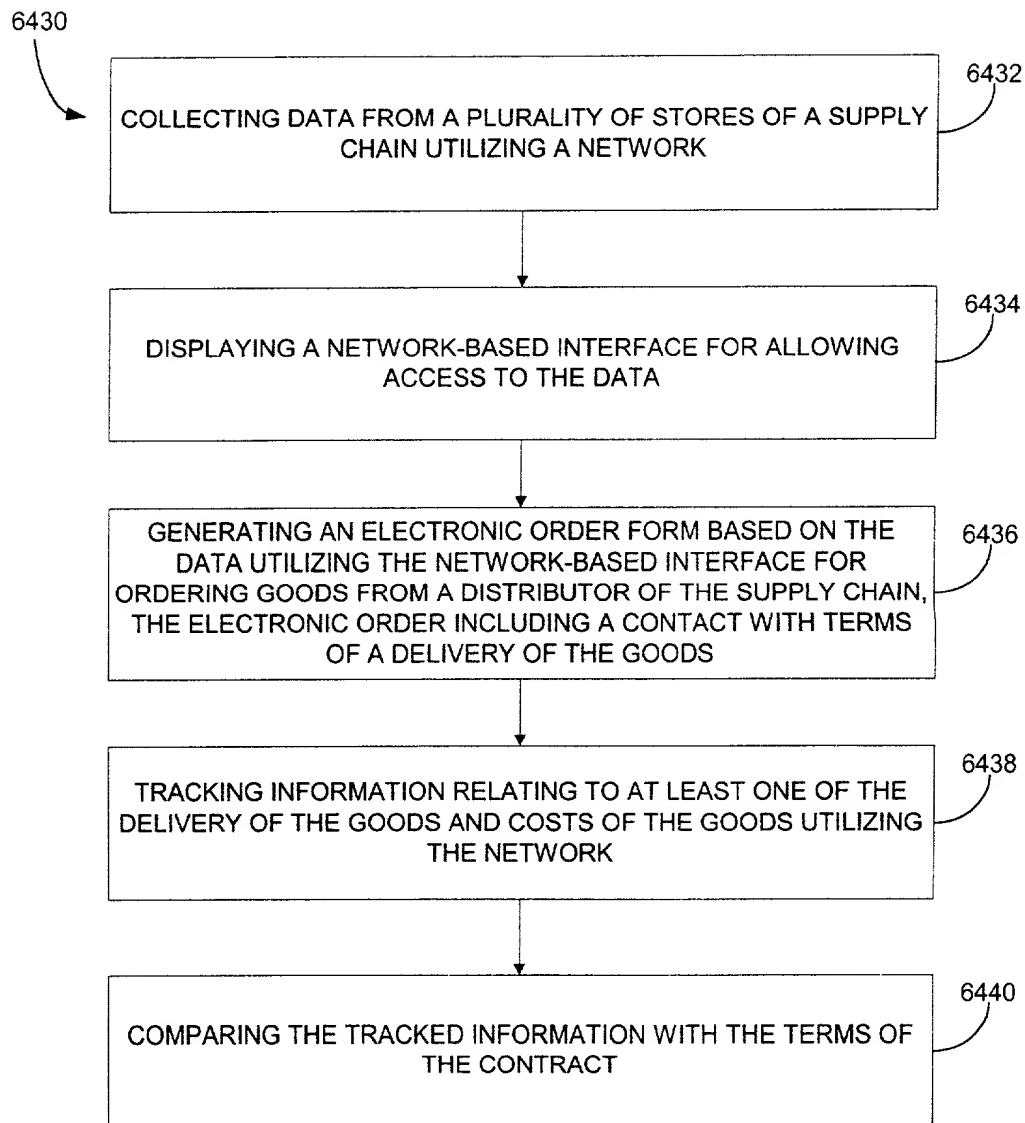 6430
6432
COLLECTING DATA FROM A PLURALITY OF STORES OF A SUPPLY
CHAIN UTILIZING A NETWORK
6434
DISPLAYING A NETWORK-BASED INTERFACE FOR ALLOWING
ACCESS TO THE DATA
6436
GENERATING AN ELECTRONIC ORDER FORM BASED ON THE
DATA UTILIZING THE NETWORK-BASED INTERFACE FOR
ORDERING GOODS FROM A DISTRIBUTOR OF THE SUPPLY CHAIN,
THE ELECTRONIC ORDER INCLUDING A CONTACT WITH TERMS
OF A DELIVERY OF THE GOODS
6438
TRACKING INFORMATION RELATING TO AT LEAST ONE OF THE
DELIVERY OF THE GOODS AND COSTS OF THE GOODS UTILIZING
THE NETWORK
6440
COMPARING THE TRACKED INFORMATION WITH THE TERMS OF
THE CONTRACT